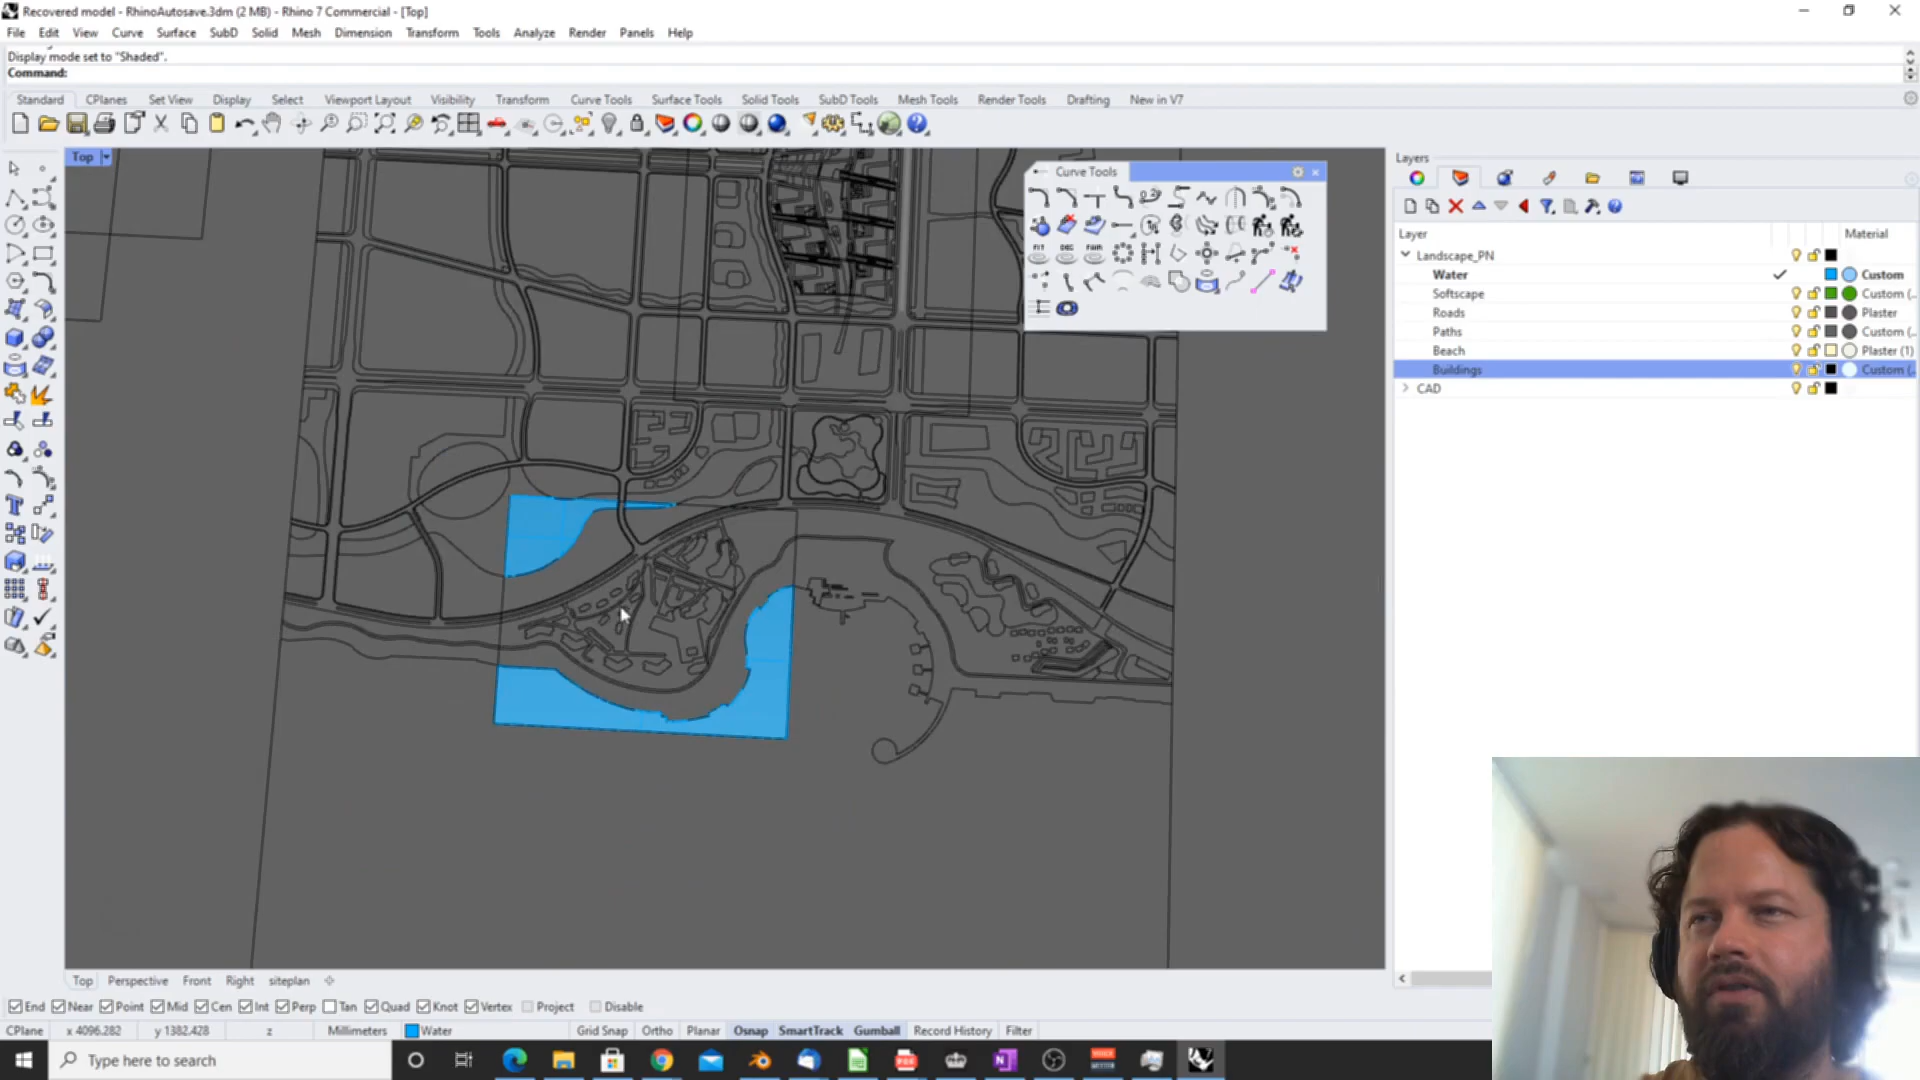 Recovered model - RhinoAutosave.3dm (2 MB) - Rhino 7 Commercial - [Top]
File Edit View Curve Surface SubD Solid Mesh Dimension Transform Tools Analyze Render Panels Help
Display mode set to "Shaded".
Command:
Standard CPlanes Set View Display Select Viewport Layout Visibility Transform Curve Tools Surface Tools Solid Tools SubD Tools Mesh Tools Render Tools Drafting New in V7
Top
Curve Tools
Layers
Layer Material
Landscape_PN
Water Custom
Softscape Custom (...
Roads Plaster
Paths Custom (...
Beach Plaster (1)
Buildings Custom (...
CAD
Top Perspective Front Right siteplan
End Near Point Mid Cen Int Perp Tan Quad Knot Vertex Project Disable
CPlane x 4096.282 y 1382.428 z Millimeters Water Grid Snap Ortho Planar Osnap SmartTrack Gumball Record History Filter
Type here to search